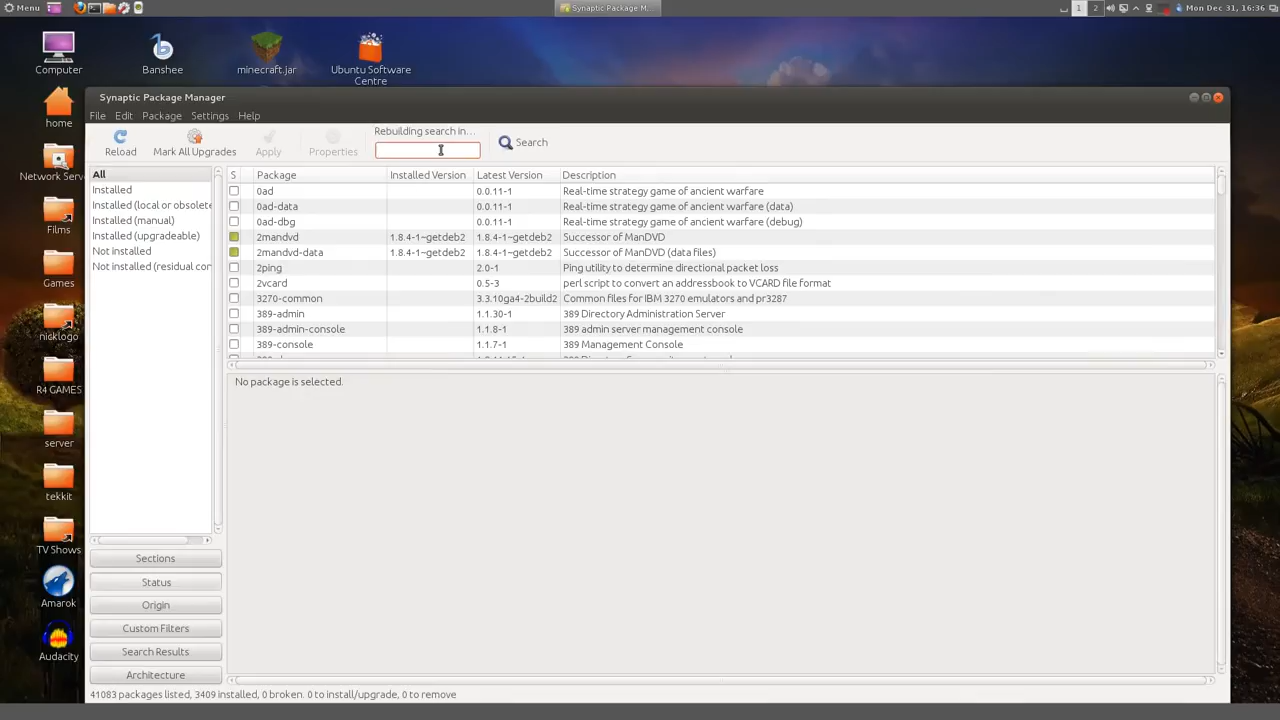 Menu
Synaptic Package M...
1
2
Mon Dec 31, 16:36
Computer
Banshee
minecraft.jar
Ubuntu Software
Centre
home
Network Serv
Films
Games
nicklogo
R4 GAMES
server
tekkit
TV Shows
Amarok
Audacity
Synaptic Package Manager
File Edit Package Settings Help
Reload
Mark All Upgrades
Apply
Properties
Rebuilding search in...
Search
All
Installed
Installed (local or obsolete
Installed (manual)
Installed (upgradeable)
Not installed
Not installed (residual con
S Package Installed Version Latest Version Description
0ad 0.0.11-1 Real-time strategy game of ancient warfare
0ad-data 0.0.11-1 Real-time strategy game of ancient warfare (data)
0ad-dbg 0.0.11-1 Real-time strategy game of ancient warfare (debug)
2mandvd 1.8.4-1~getdeb2 1.8.4-1~getdeb2 Successor of ManDVD
2mandvd-data 1.8.4-1~getdeb2 1.8.4-1~getdeb2 Successor of ManDVD (data files)
2ping 2.0-1 Ping utility to determine directional packet loss
2vcard 0.5-3 perl script to convert an addressbook to VCARD file format
3270-common 3.3.10ga4-2build2 Common files for IBM 3270 emulators and pr3287
389-admin 1.1.30-1 389 Directory Administration Server
389-admin-console 1.1.8-1 389 admin server management console
389-console 1.1.7-1 389 Management Console
No package is selected.
Sections
Status
Origin
Custom Filters
Search Results
Architecture
41083 packages listed, 3409 installed, 0 broken. 0 to install/upgrade, 0 to remove